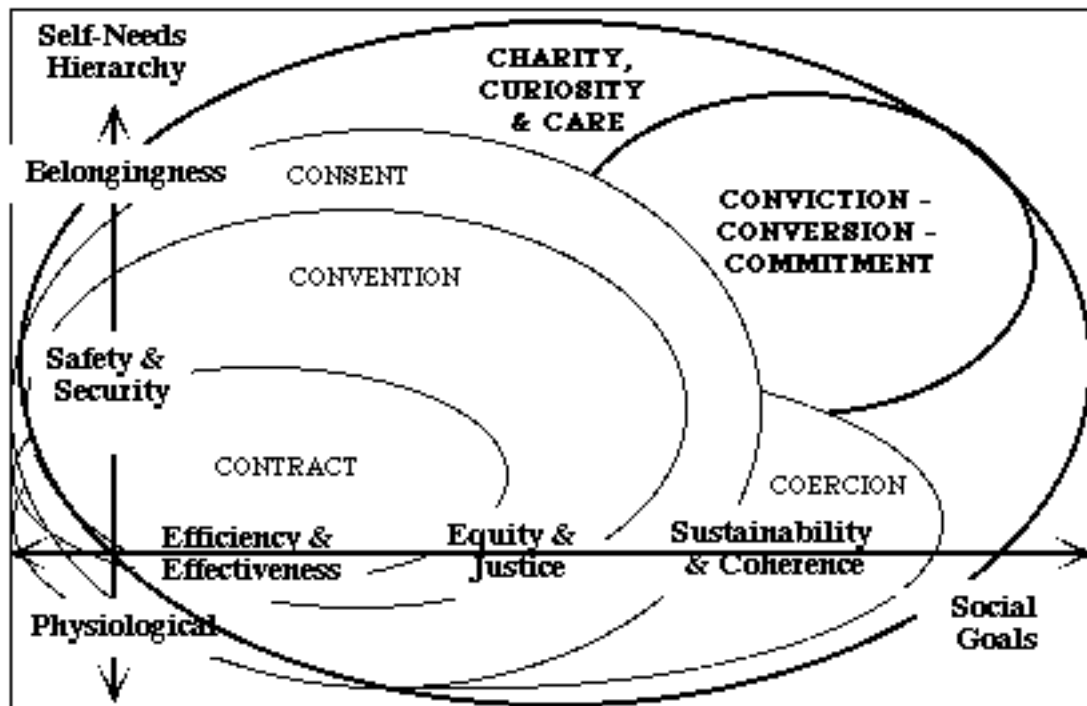 Self-Needs
Hierarchy
CHARITY,
CURIOSITY
& CARE
Belongingness
CONSENT
CONVICTION -
CONVERSION -
COMMITMENT
CONVENTION
Safety &
Security
CONTRACT
COERCION
Efficiency &
Effectiveness
Equity &
Justice
Sustainability
& Coherence
Physiological
Social
Goals